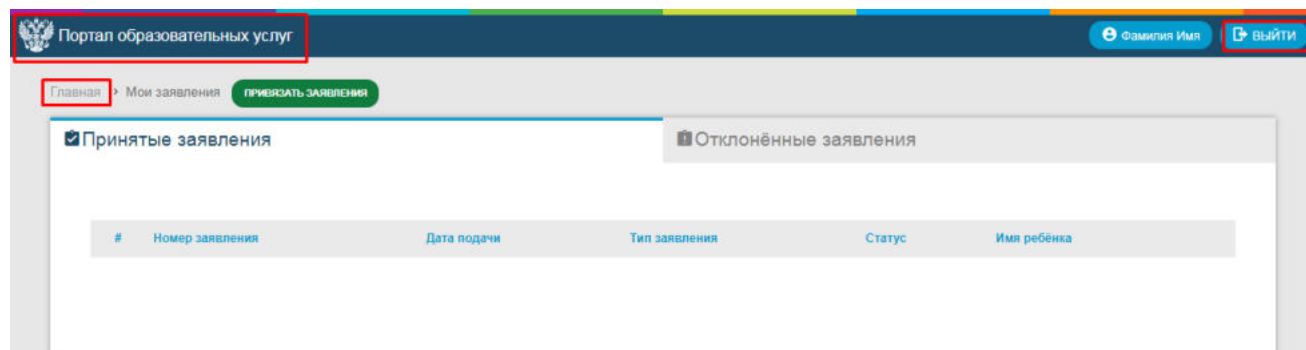 Портал образовательных услуг Фамилия Имя ВЫЙТИ
Главная > Мои заявления ПРИВЯЗАТЬ ЗАЯВЛЕНИЯ
Принятые заявления Отклонённые заявления
# Номер заявления Дата подачи Тип заявления Статус Имя ребёнка